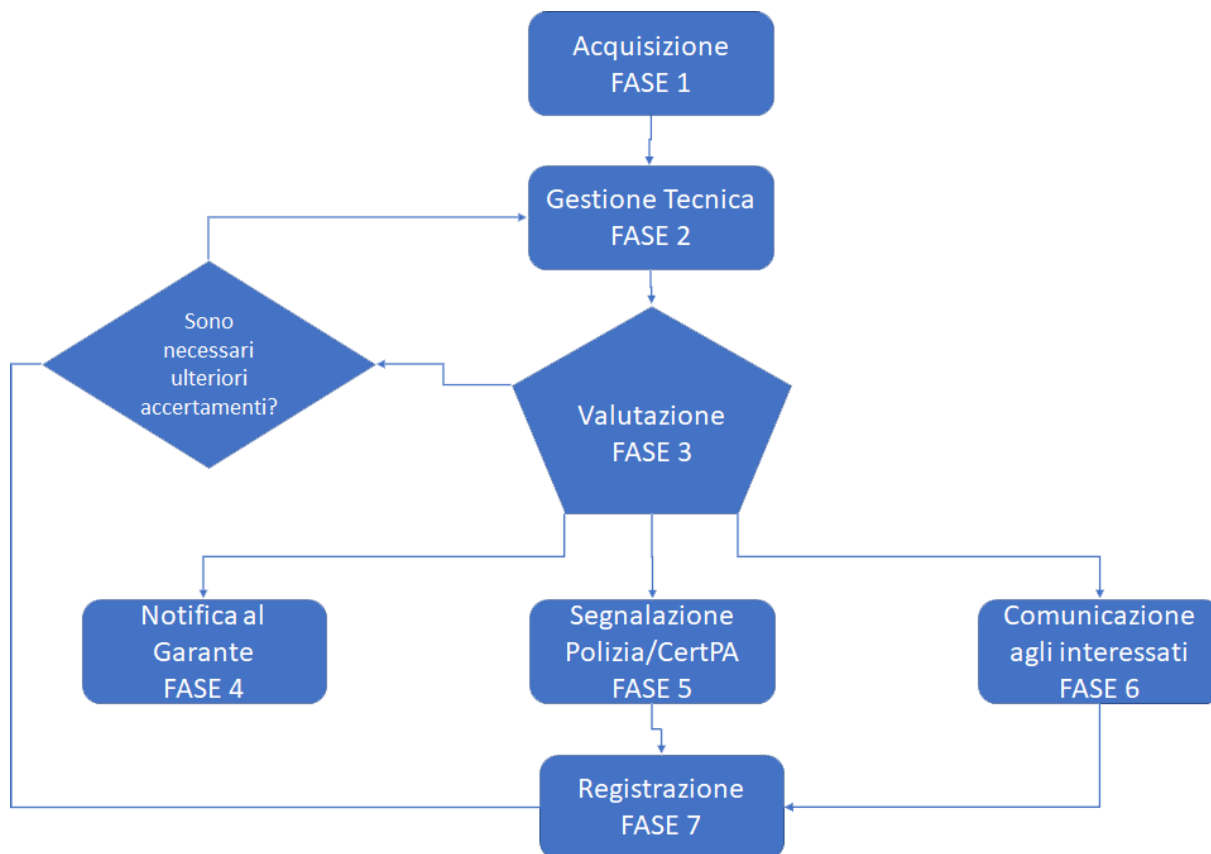 Acquisizione
FASE 1
Gestione Tecnica
FASE 2
Sono
necessari
ulteriori
accertamenti?
Valutazione
FASE 3
Notifica al
Garante
FASE 4
Segnalazione
Polizia/CertPA
FASE 5
Comunicazione
agli interessati
FASE 6
Registrazione
FASE 7